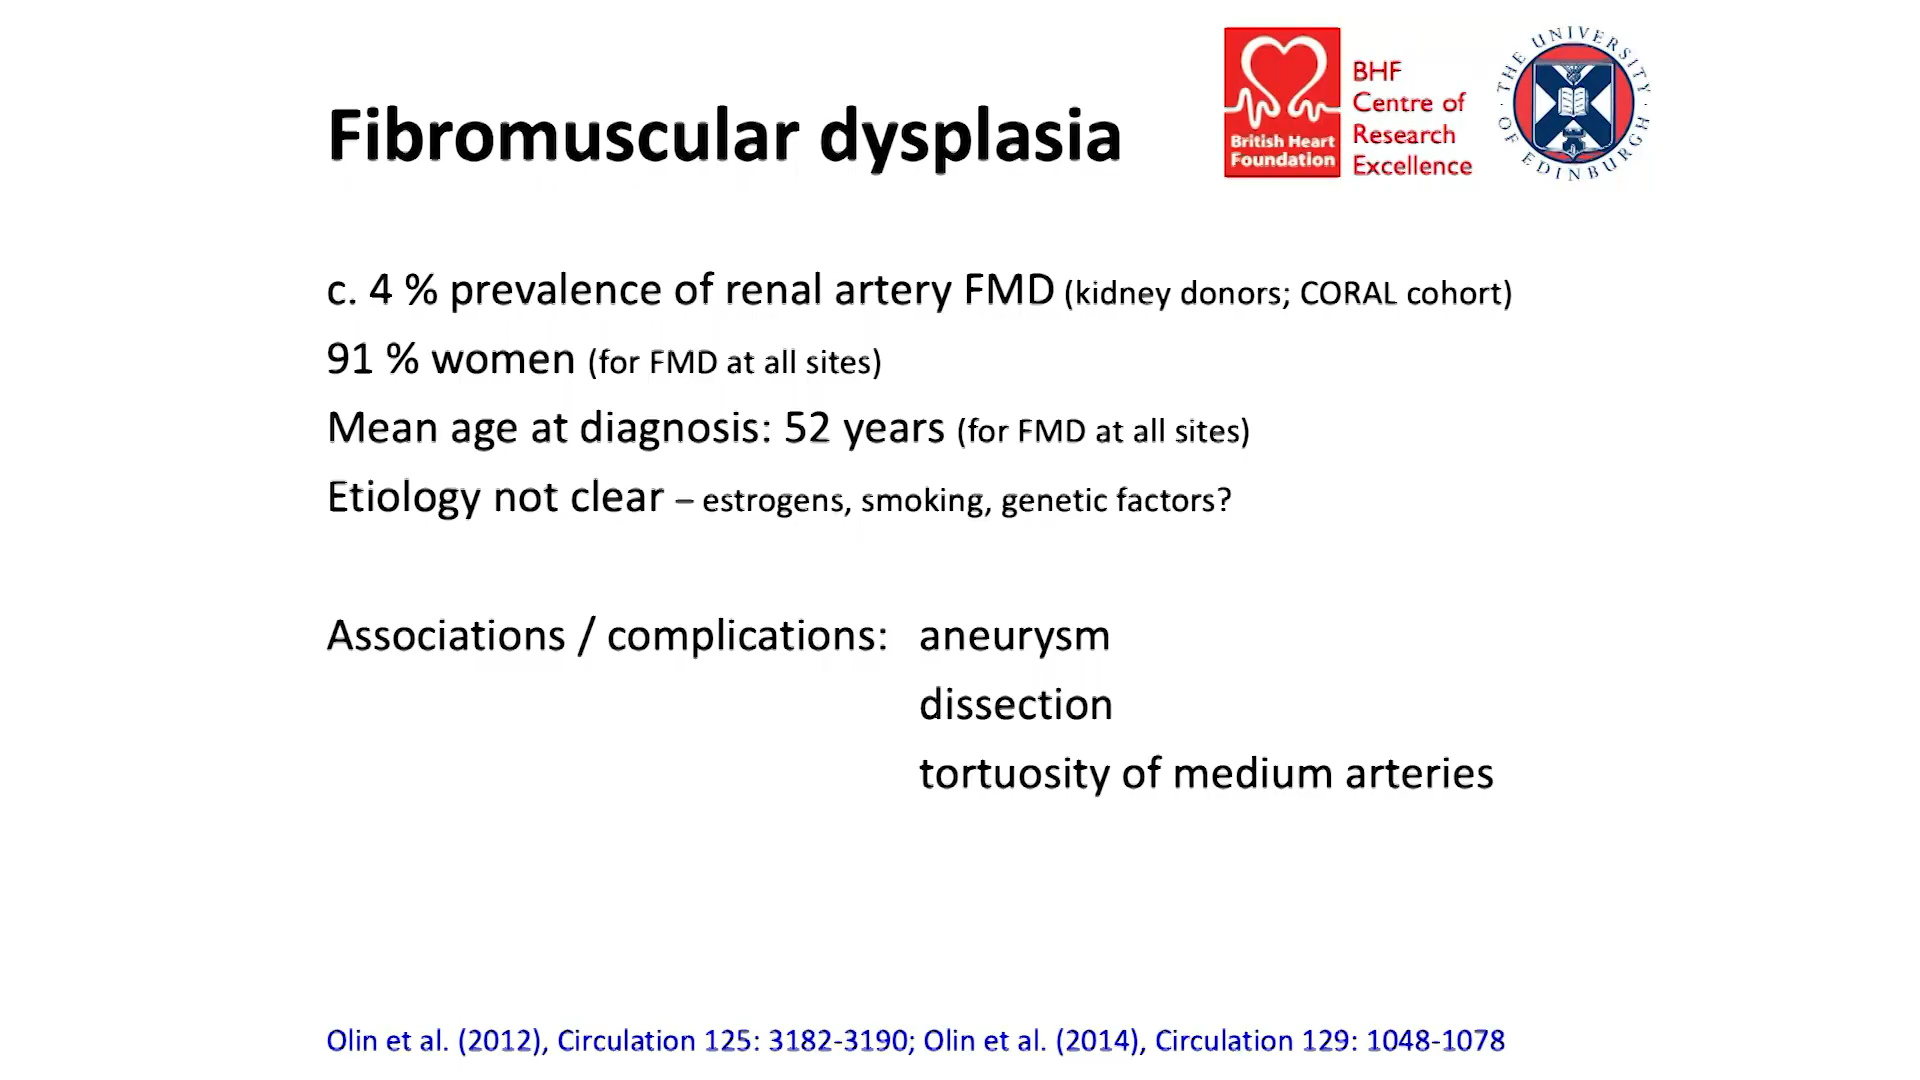 Fibromuscular dysplasia
British Heart
Foundation
BHF
Centre of
Research
Excellence
THE UNIVERSITY OF EDINBURGH
c. 4 % prevalence of renal artery FMD (kidney donors; CORAL cohort)
91 % women (for FMD at all sites)
Mean age at diagnosis: 52 years (for FMD at all sites)
Etiology not clear – estrogens, smoking, genetic factors?
Associations / complications: aneurysm
dissection
tortuosity of medium arteries
Olin et al. (2012), Circulation 125: 3182-3190; Olin et al. (2014), Circulation 129: 1048-1078